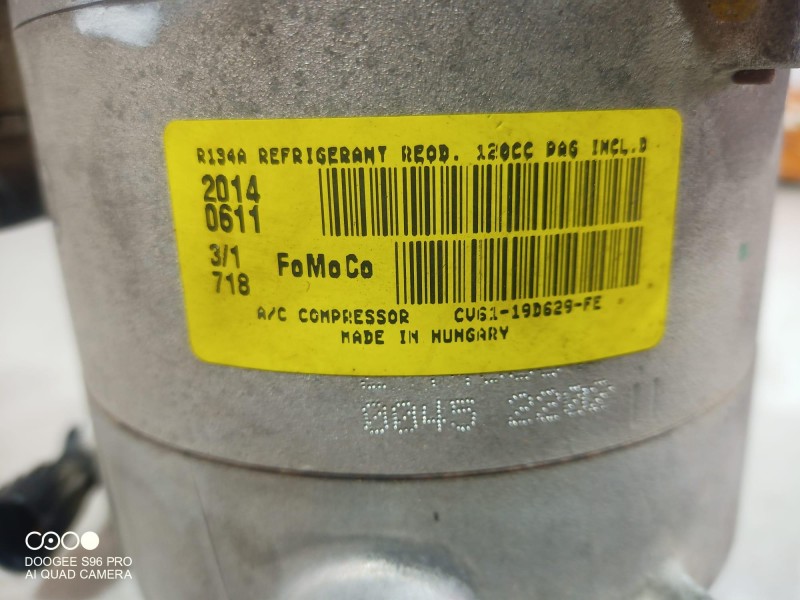 R134A REFRIGERANT REQD. 120CC PAG INCL.D
2014
0611
3/1
718
FoMoCo
A/C COMPRESSOR CV61-19D629-FE
MADE IN HUNGARY
0045
DOOGEE S96 PRO
AI QUAD CAMERA